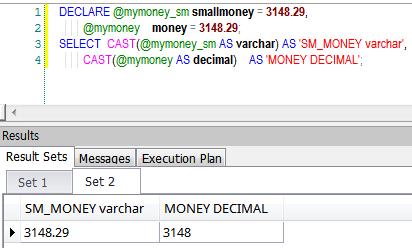 1 DECLARE @mymoney_sm smallmoney = 3148.29,
2 @mymoney money = 3148.29;
3 SELECT CAST(@mymoney_sm AS varchar) AS 'SM_MONEY varchar',
4 CAST(@mymoney AS decimal) AS 'MONEY DECIMAL';
Results
Result Sets Messages Execution Plan
Set 1 Set 2
SM_MONEY varchar MONEY DECIMAL
3148.29 3148